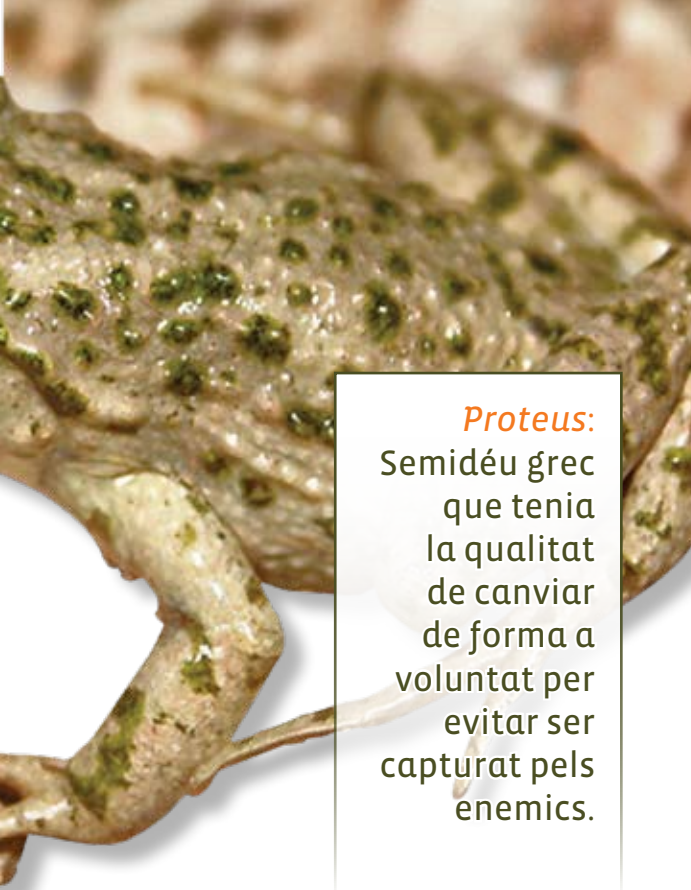 Proteus:
Semidéu grec
que tenia
la qualitat
de canviar
de forma a
voluntat per
evitar ser
capturat pels
enemics.